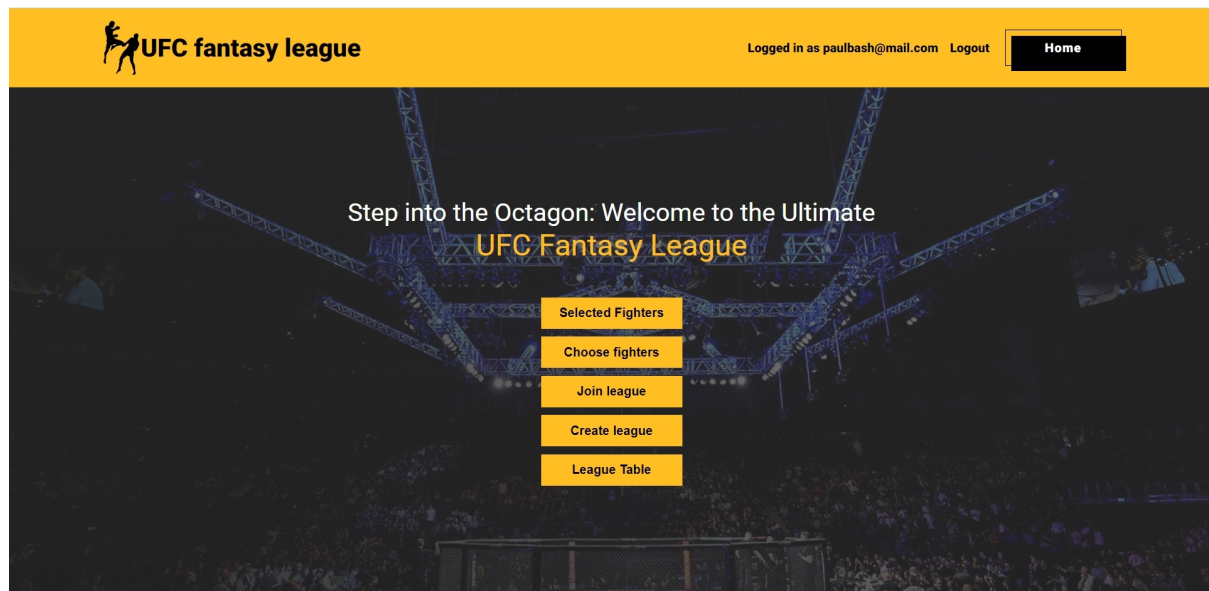 UFC fantasy league
Logged in as paulbash@mail.com Logout Home
Step into the Octagon: Welcome to the Ultimate
UFC Fantasy League
Selected Fighters
Choose fighters
Join league
Create league
League Table